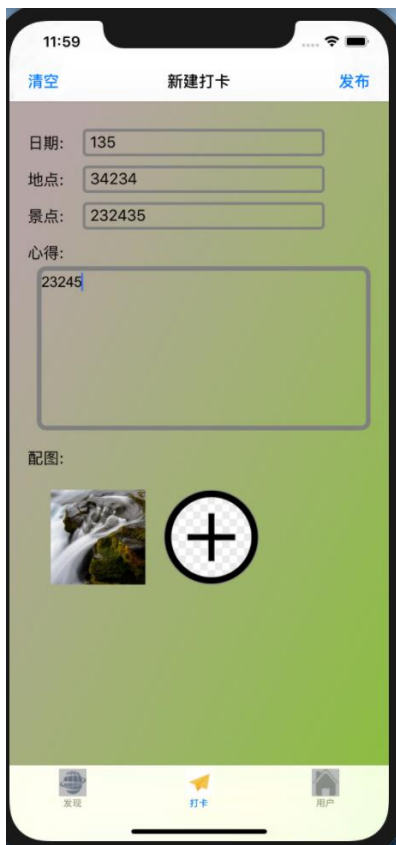 11:59
清空 新建打卡 发布
日期: 135
地点: 34234
景点: 232435
心得:
23245
配图:
发现 打卡 用户